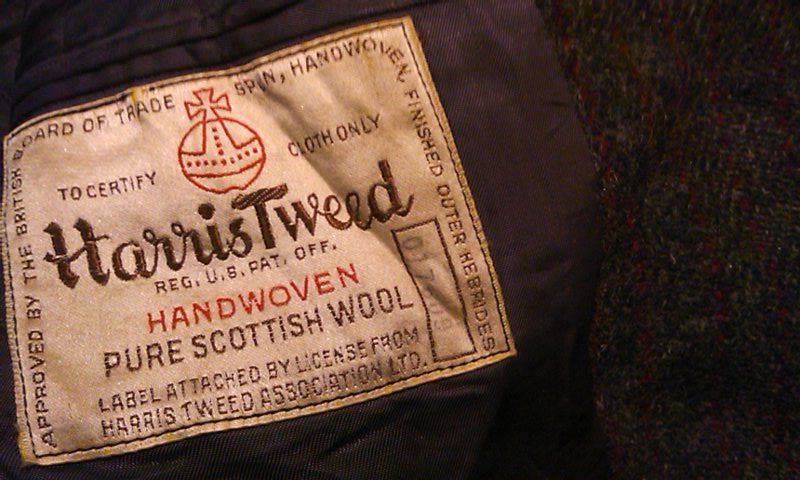 APPROVED BY THE BRITISH BOARD OF TRADE SPIN, HANDWOVEN, FINISHED OUTER HEBRIDES
TO CERTIFY CLOTH ONLY
Harris Tweed
REG. U.S. PAT. OFF.
HANDWOVEN
PURE SCOTTISH WOOL
LABEL ATTACHED BY LICENSE FROM
HARRIS TWEED ASSOCIATION LTD.